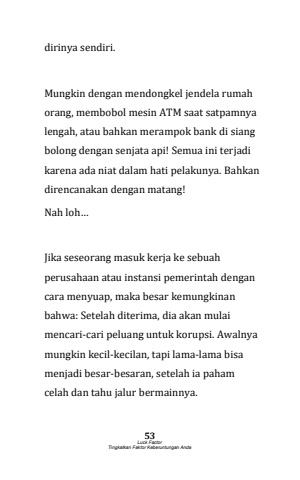 dirinya sendiri.
Mungkin dengan mendongkel jendela rumah
orang, membobol mesin ATM saat satpamnya
lengah, atau bahkan merampok bank di siang
bolong dengan senjata api! Semua ini terjadi
karena ada niat dalam hati pelakunya. Bahkan
direncanakan dengan matang!
Nah loh…
Jika seseorang masuk kerja ke sebuah
perusahaan atau instansi pemerintah dengan
cara menyuap, maka besar kemungkinan
bahwa: Setelah diterima, dia akan mulai
mencari-cari peluang untuk korupsi. Awalnya
mungkin kecil-kecilan, tapi lama-lama bisa
menjadi besar-besaran, setelah ia paham
celah dan tahu jalur bermainnya.
53
Luck Factor
Tingkatkan Faktor Keberuntungan Anda